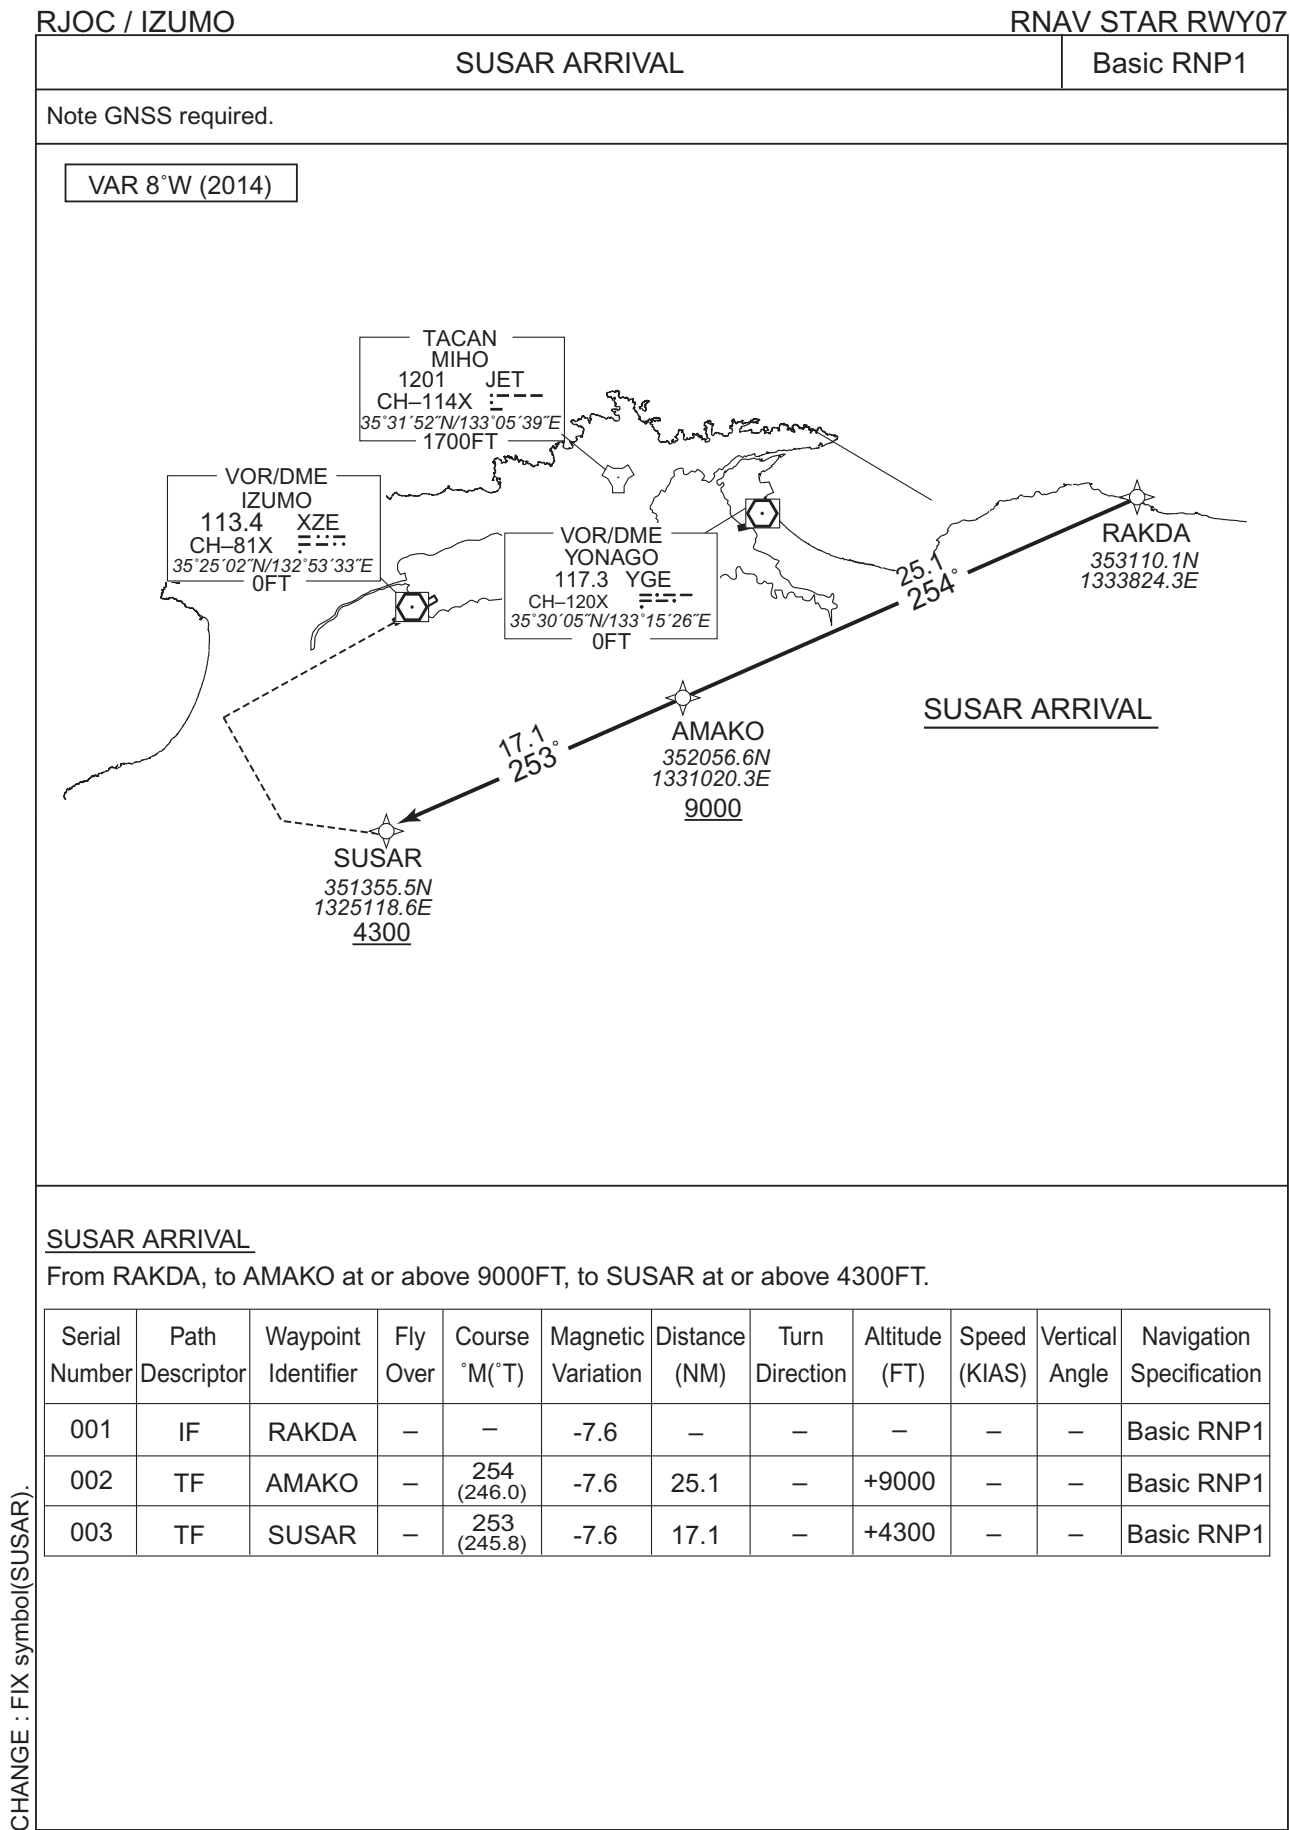 RJOC / IZUMO
RNAV STAR RWY07
SUSAR ARRIVAL
Basic RNP1
Note GNSS required.
VAR 8˚W (2014)
TACAN
MIHO
1201 JET
CH–114X
35˚31´52˝N/133˚05´39˝E
1700FT
VOR/DME
IZUMO
113.4 XZE
CH–81X
35˚25´02˝N/132˚53´33˝E
0FT
VOR/DME
YONAGO
117.3 YGE
CH–120X
35˚30´05˝N/133˚15´26˝E
0FT
RAKDA
353110.1N
1333824.3E
25.1
254˚
SUSAR ARRIVAL
AMAKO
352056.6N
1331020.3E
9000
17.1
253˚
SUSAR
351355.5N
1325118.6E
4300
SUSAR ARRIVAL
From RAKDA, to AMAKO at or above 9000FT, to SUSAR at or above 4300FT.
Serial Number Path Descriptor Waypoint Identifier Fly Over Course ˚M(˚T) Magnetic Variation Distance (NM) Turn Direction Altitude (FT) Speed (KIAS) Vertical Angle Navigation Specification
001 IF RAKDA – – -7.6 – – – – – Basic RNP1
002 TF AMAKO – 254 (246.0) -7.6 25.1 – +9000 – – Basic RNP1
003 TF SUSAR – 253 (245.8) -7.6 17.1 – +4300 – – Basic RNP1
CHANGE : FIX symbol(SUSAR).